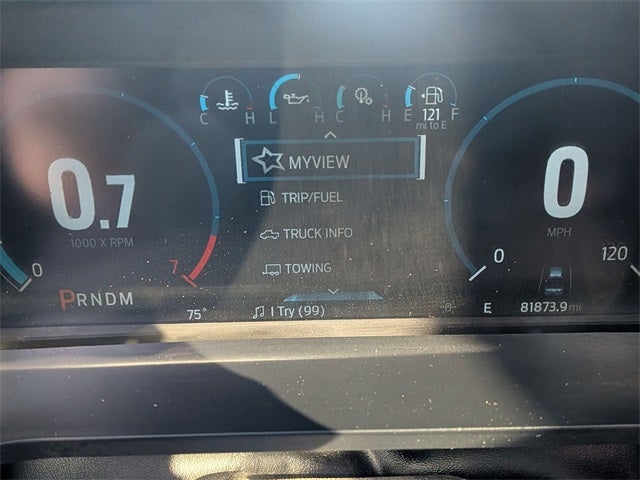 C H L H C H E F
121
mi to E
MYVIEW
TRIP/FUEL
TRUCK INFO
TOWING
0.7
1000 X RPM
0 7
PRNDM
0
MPH
0 120
75° I Try (99) E 81873.9 mi